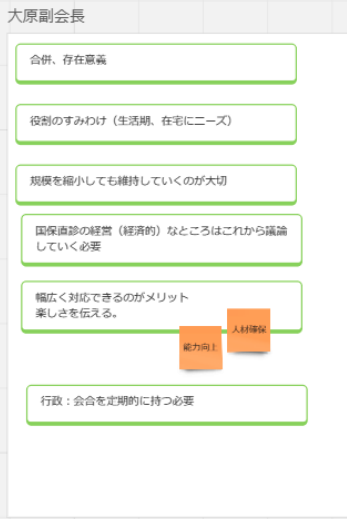 大原副会長
合併、存在意義
役割のすみわけ（生活期、在宅にニーズ）
規模を縮小しても維持していくのが大切
国保直診の経営（経済的）なところはこれから議論
していく必要
幅広く対応できるのがメリット
楽しさを伝える。
人材確保
能力向上
行政：会合を定期的に持つ必要